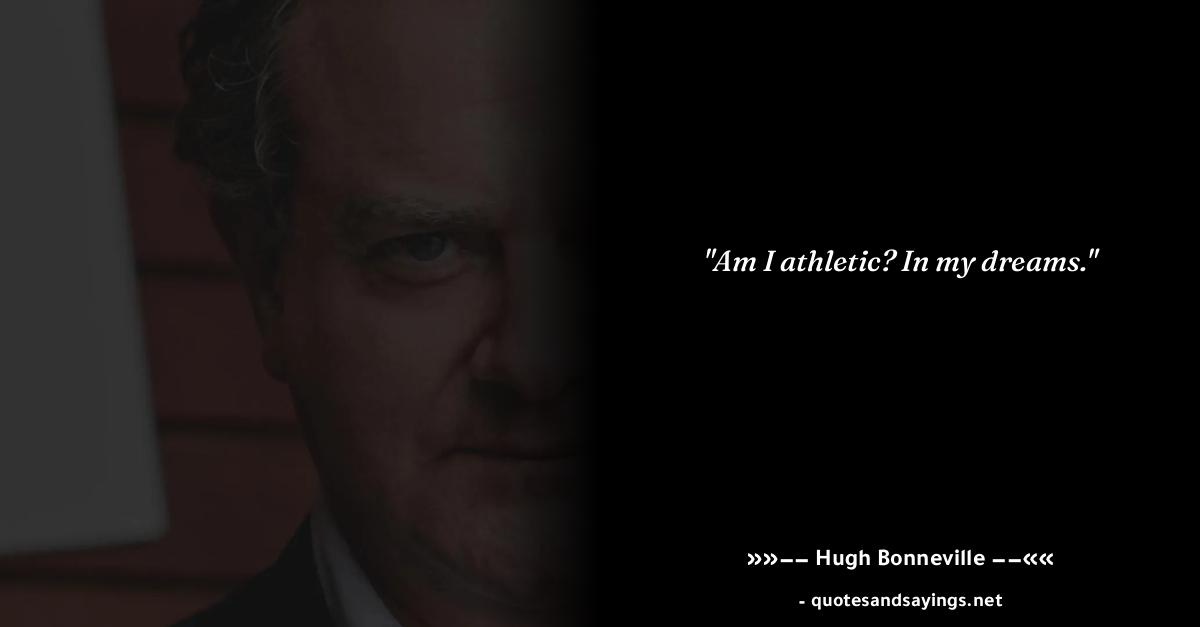 "Am I athletic? In my dreams."
»»–– Hugh Bonneville ––««
- quotesandsayings.net